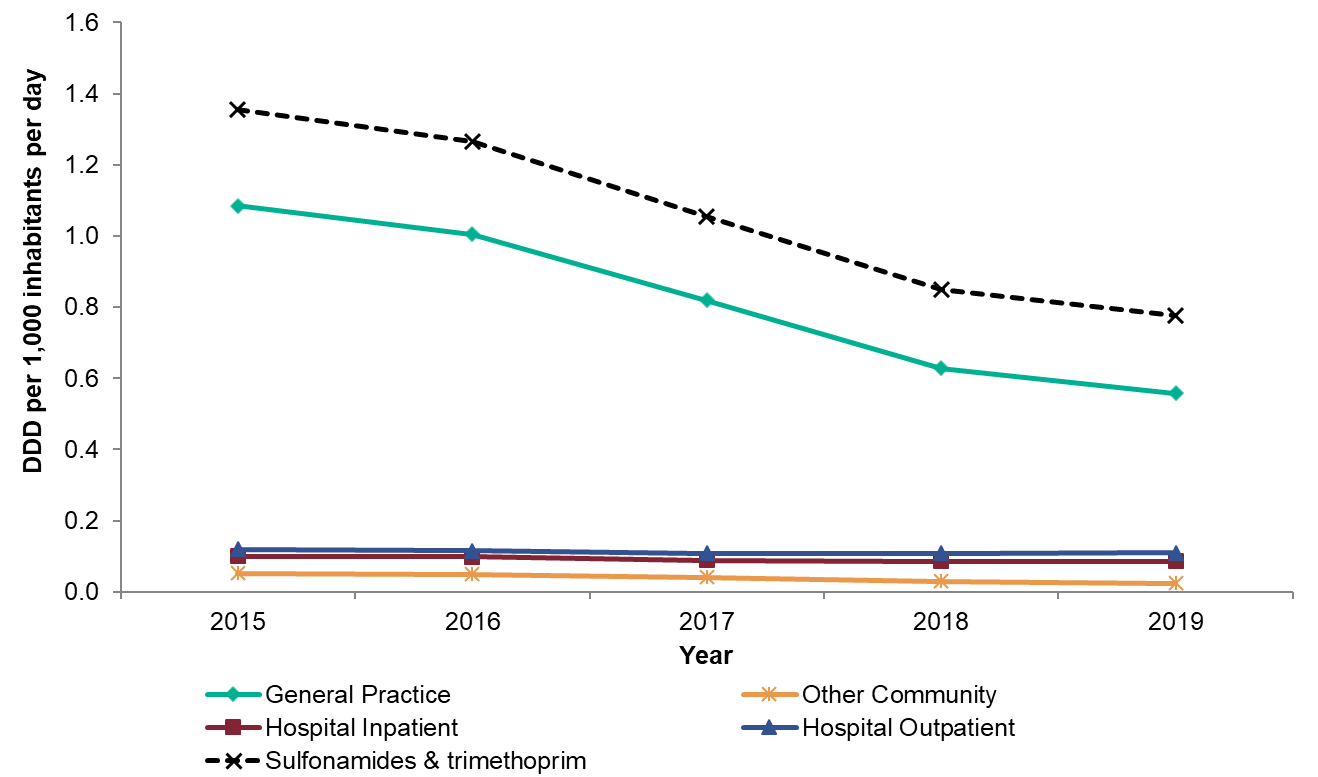 DDD per 1,000 inhabitants per day
1.6
1.4
1.2
1.0
0.8
0.6
0.4
0.2
0.0
2015 2016 2017 2018 2019
Year
General Practice Other Community
Hospital Inpatient Hospital Outpatient
Sulfonamides & trimethoprim